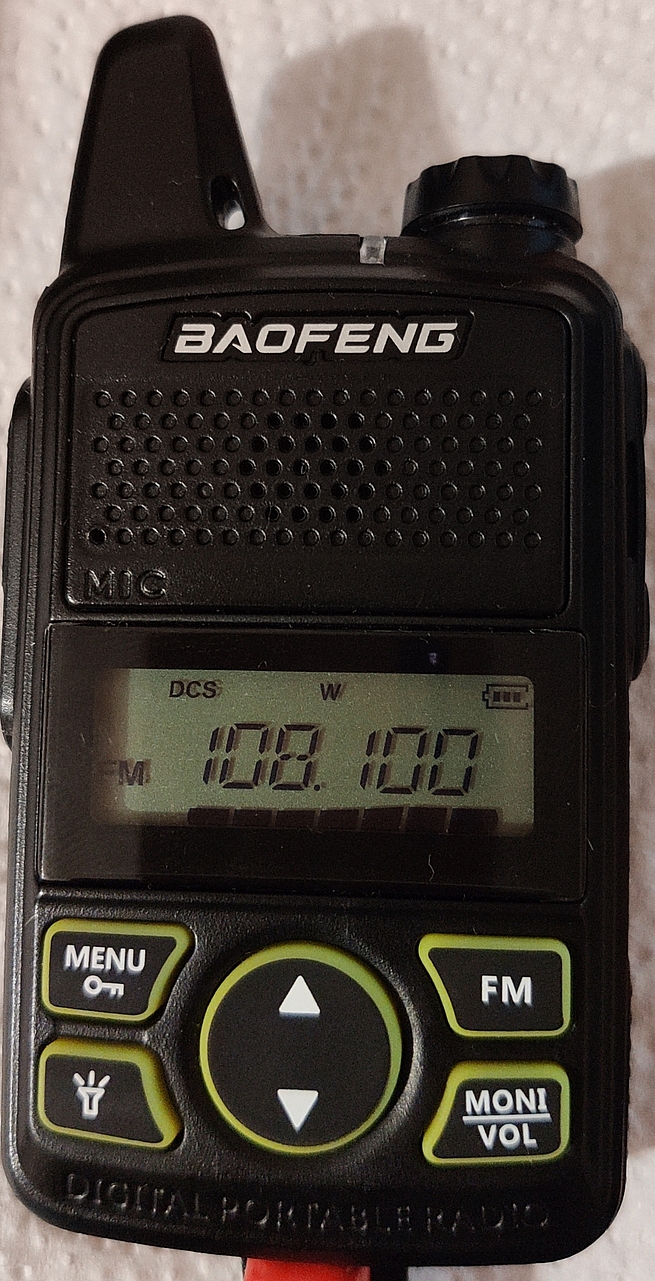 BAOFENG
MIC
DCS W
FM 108.100
MENU
FM
MONI
VOL
DIGITAL PORTABLE RADIO